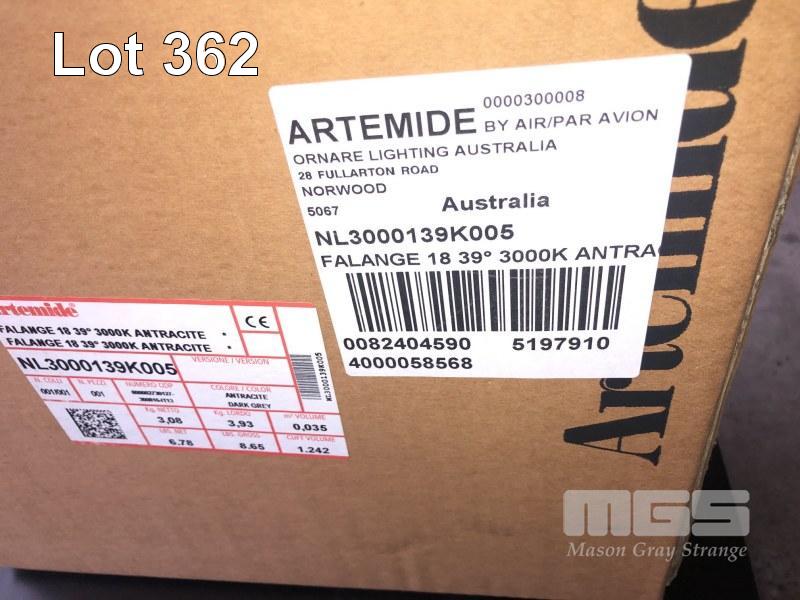 Lot 362
0000300008
ARTEMIDE BY AIR/PAR AVION
ORNARE LIGHTING AUSTRALIA
28 FULLARTON ROAD
NORWOOD
5067 Australia
NL3000139K005
FALANGE 18 39° 3000K ANTRA
0082404590 5197910
4000058568
Artemide
Artemide
CE
FALANGE 18 39° 3000K ANTRACITE •
FALANGE 18 39° 3000K ANTRACITE •
NL3000139K005
VERSIONE / VERSION
NL3000139K005
N. COLLI N. PEZZI NUMERO ODP COLORE / COLOR
001/001 001 ANTRACITE
DARK GREY
Kg. NETTO Kg. LORDO m³ VOLUME
3,08 3,93 0,035
LBS. NET LBS. GROSS CUFT VOLUME
6.78 8.65 1.242
MGS
Mason Gray Strange